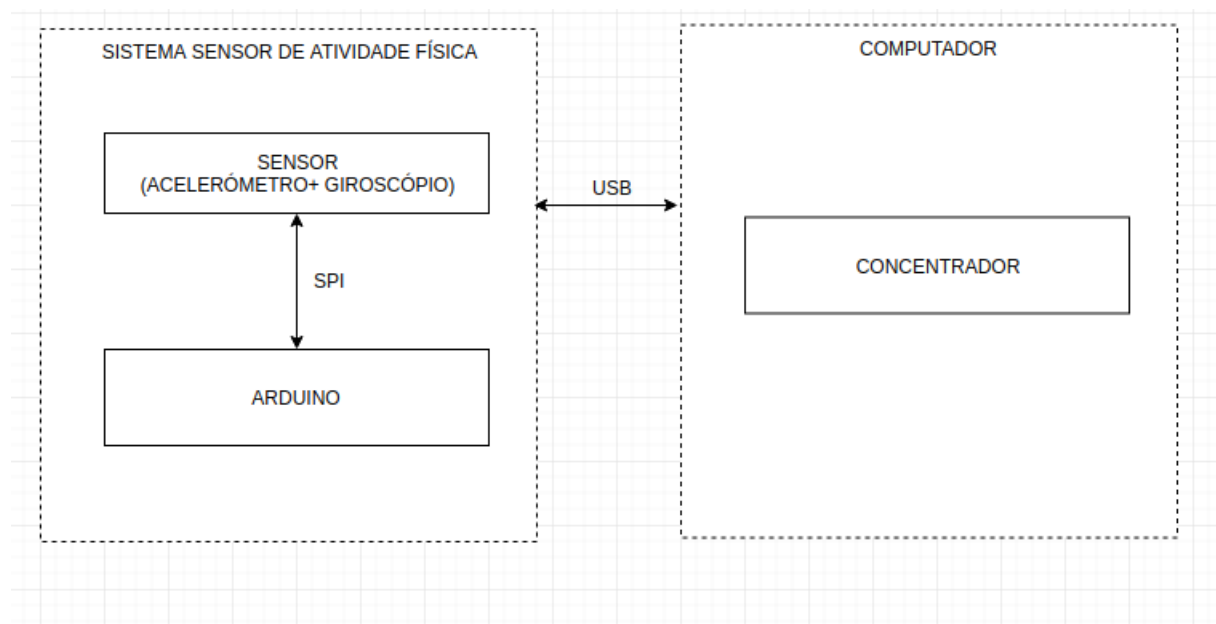 SISTEMA SENSOR DE ATIVIDADE FÍSICA
SENSOR
(ACELERÓMETRO+ GIROSCÓPIO)
SPI
ARDUINO
USB
COMPUTADOR
CONCENTRADOR